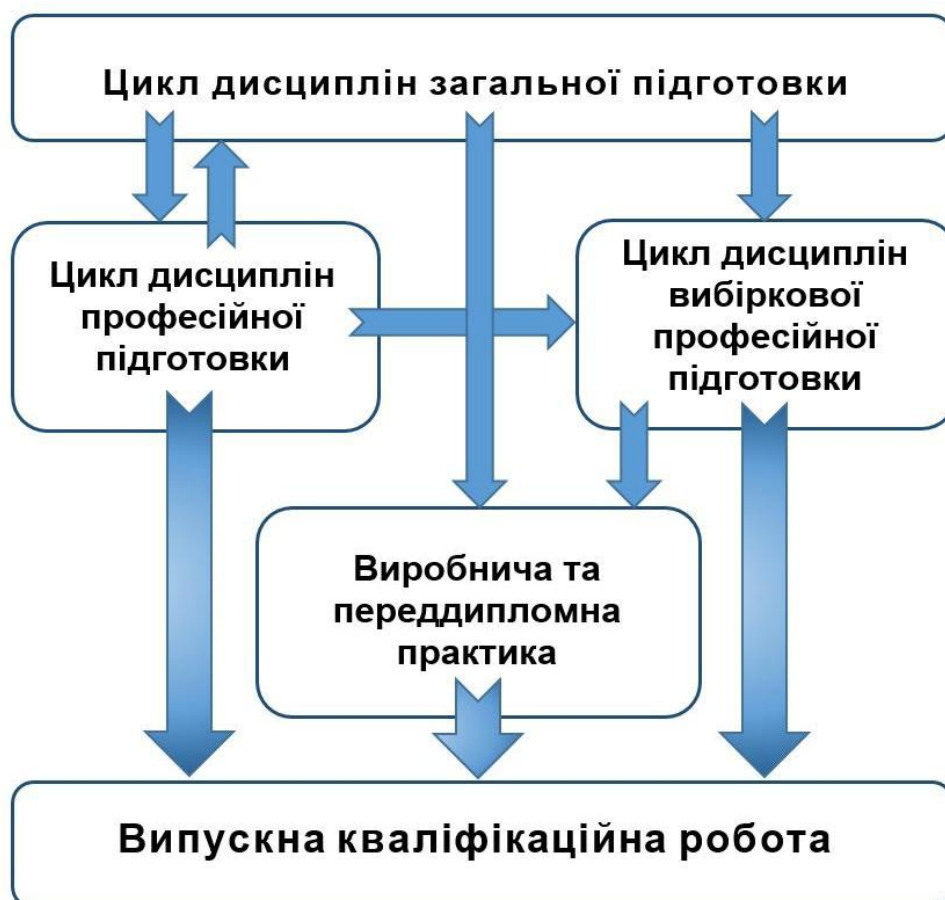 Цикл дисциплін загальної підготовки
Цикл дисциплін
професійної
підготовки
Цикл дисциплін
вибіркової
професійної
підготовки
Виробнича та
переддипломна
практика
Випускна кваліфікаційна робота